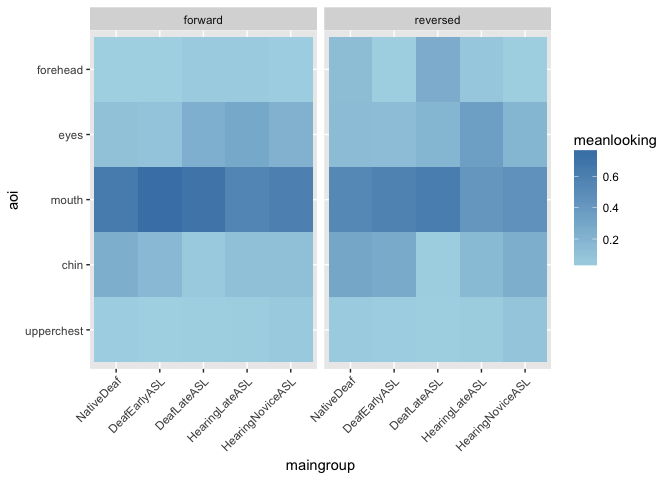 forward
reversed
forehead
eyes
mouth
chin
upperchest
aoi
NativeDeaf
DeafEarlyASL
DeafLateASL
HearingLateASL
HearingNoviceASL
NativeDeaf
DeafEarlyASL
DeafLateASL
HearingLateASL
HearingNoviceASL
maingroup
meanlooking
0.6
0.4
0.2